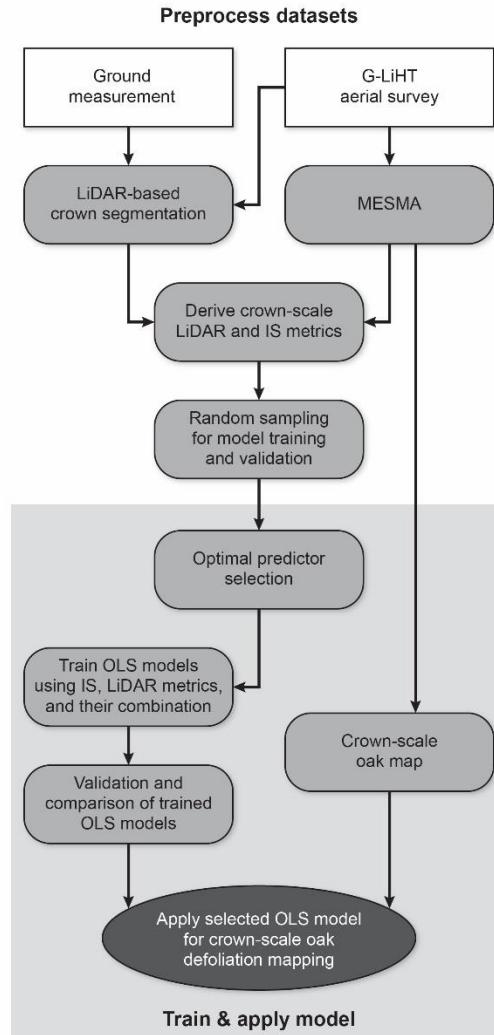 Preprocess datasets
Ground
measurement
G-LiHT
aerial survey
LiDAR-based
crown segmentation
MESMA
Derive crown-scale
LiDAR and IS metrics
Random sampling
for model training
and validation
Optimal predictor
selection
Train OLS models
using IS, LiDAR metrics,
and their combination
Crown-scale
oak map
Validation and
comparison of trained
OLS models
Apply selected OLS model
for crown-scale oak
defoliation mapping
Train & apply model